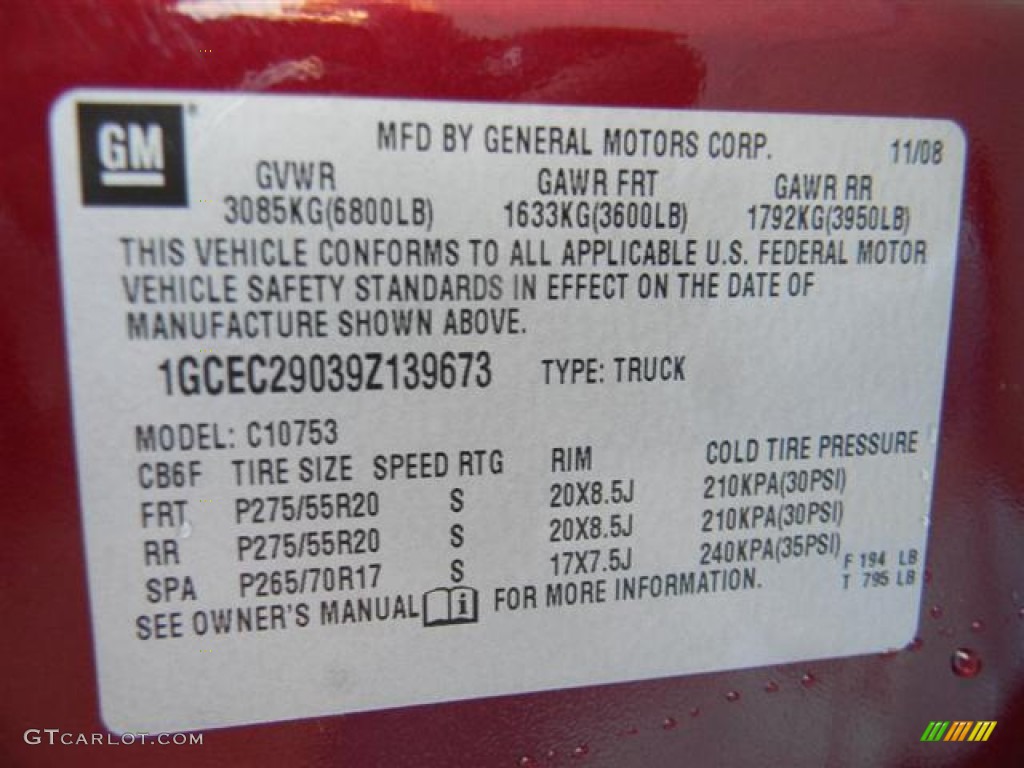 GM
MFD BY GENERAL MOTORS CORP.
11/08
GVWR GAWR FRT GAWR RR
3085KG(6800LB) 1633KG(3600LB) 1792KG(3950LB)
THIS VEHICLE CONFORMS TO ALL APPLICABLE U.S. FEDERAL MOTOR
VEHICLE SAFETY STANDARDS IN EFFECT ON THE DATE OF
MANUFACTURE SHOWN ABOVE.
1GCEC29039Z139673 TYPE: TRUCK
MODEL: C10753
CB6F TIRE SIZE SPEED RTG RIM COLD TIRE PRESSURE
FRT P275/55R20 S 20X8.5J 210KPA(30PSI)
RR P275/55R20 S 20X8.5J 210KPA(30PSI)
SPA P265/70R17 S 17X7.5J 240KPA(35PSI)
F 194 LB
T 795 LB
SEE OWNER'S MANUAL i FOR MORE INFORMATION.
GTCARLOT.COM